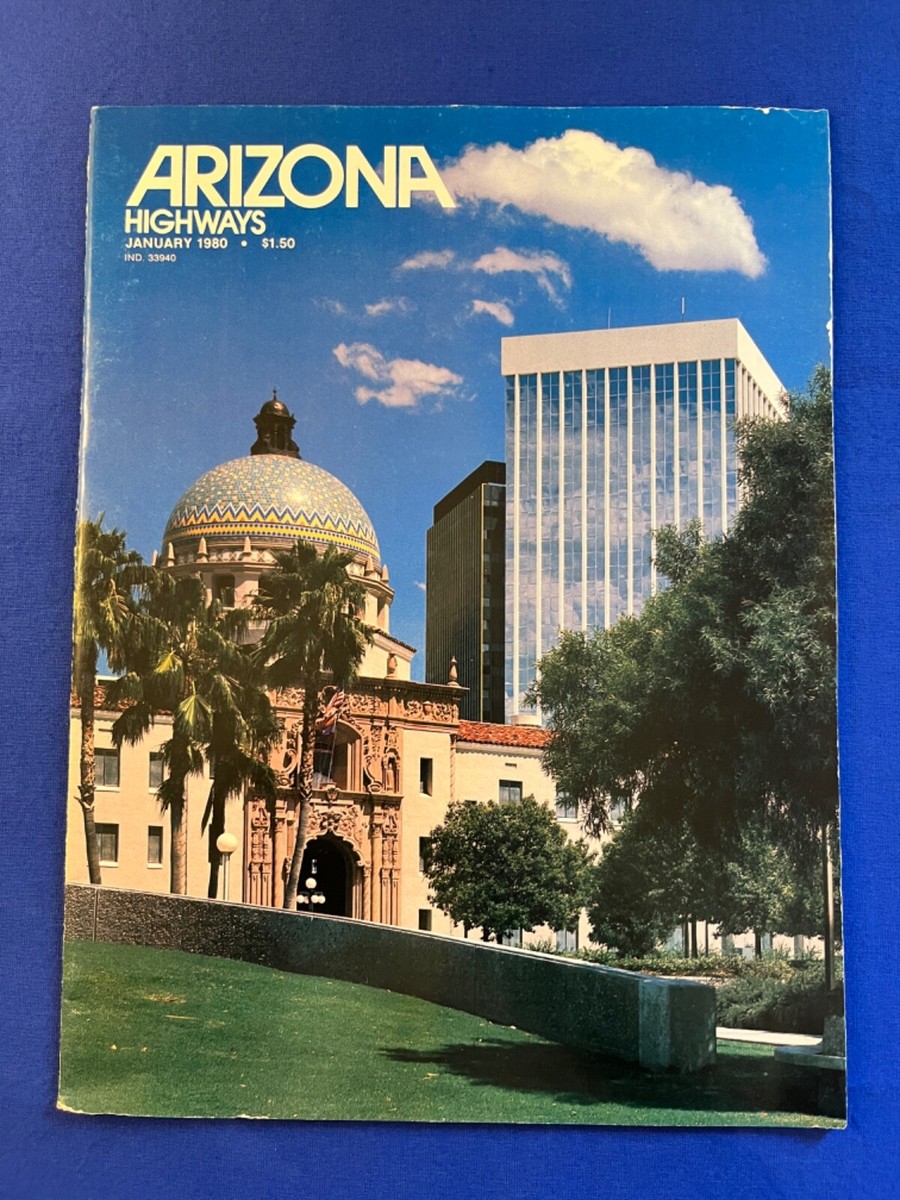 ARIZONA
HIGHWAYS
JANUARY 1980 • $1.50
IND. 33940